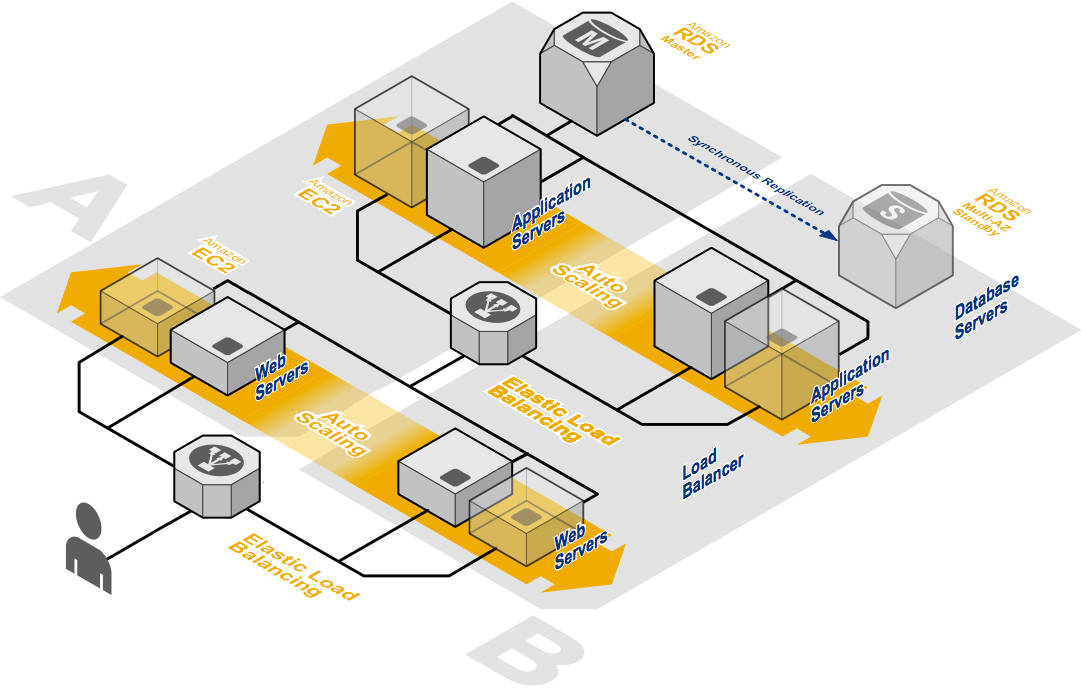 Amazon
RDS
Master
M
Synchronous Replication
Amazon
RDS
Multi-AZ
Standby
S
Database
Servers
Amazon
EC2
Application
Servers
Auto
Scaling
Application
Servers
A
Amazon
EC2
Web
Servers
Auto
Scaling
Elastic Load
Balancing
Load
Balancer
Web
Servers
Elastic Load
Balancing
B